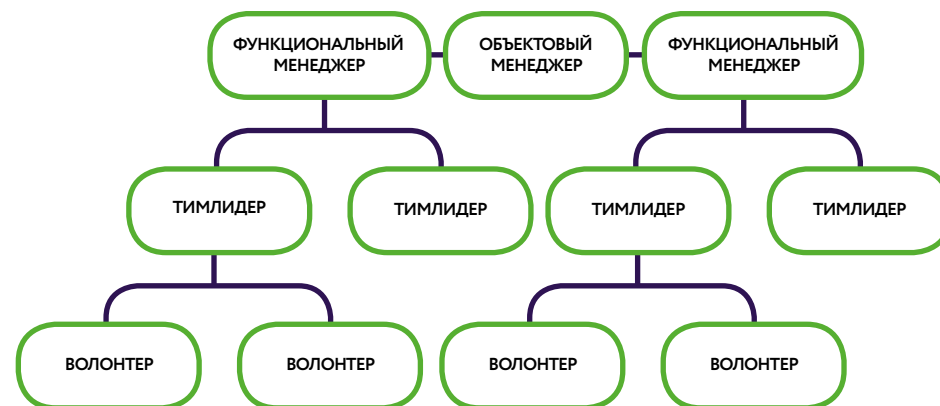 ФУНКЦИОНАЛЬНЫЙ
МЕНЕДЖЕР
ОБЪЕКТОВЫЙ
МЕНЕДЖЕР
ФУНКЦИОНАЛЬНЫЙ
МЕНЕДЖЕР
ТИМЛИДЕР
ТИМЛИДЕР
ТИМЛИДЕР
ТИМЛИДЕР
ВОЛОНТЕР
ВОЛОНТЕР
ВОЛОНТЕР
ВОЛОНТЕР